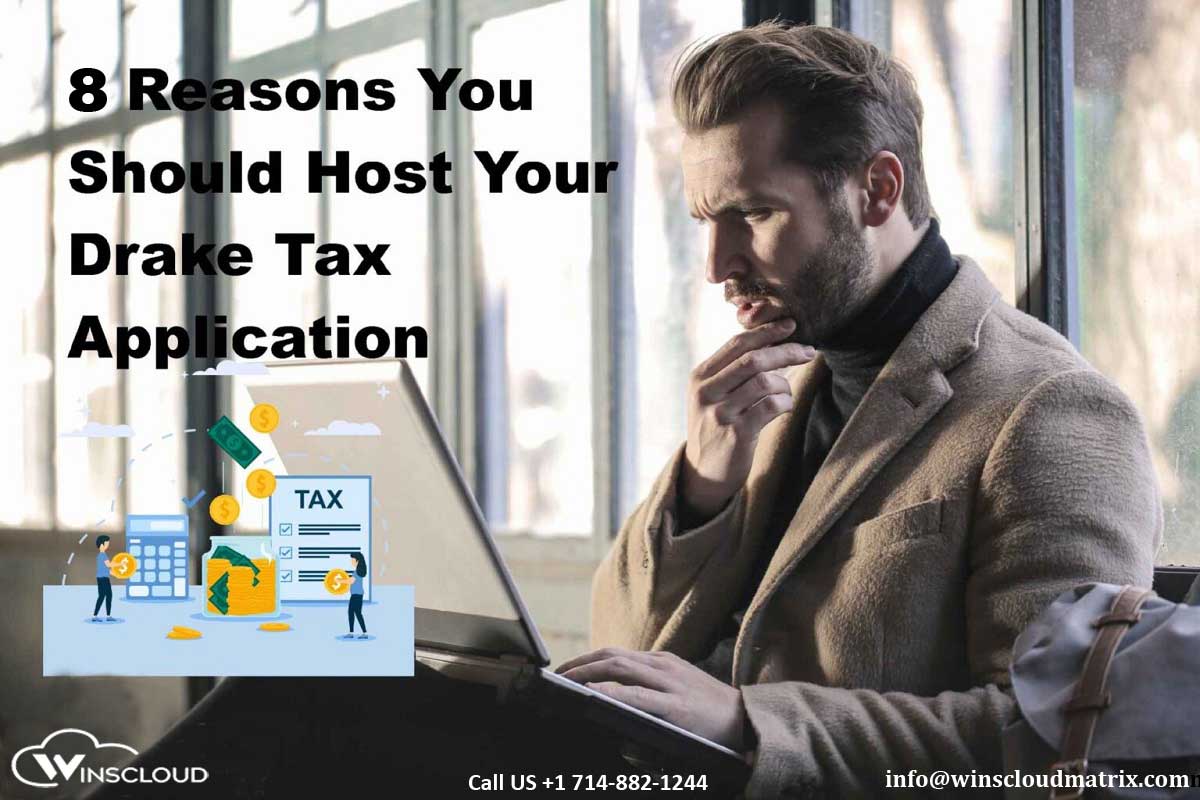 8 Reasons You
Should Host Your
Drake Tax
Application
TAX
WINSCLOUD
Call US +1 714-882-1244
info@winscloudmatrix.com